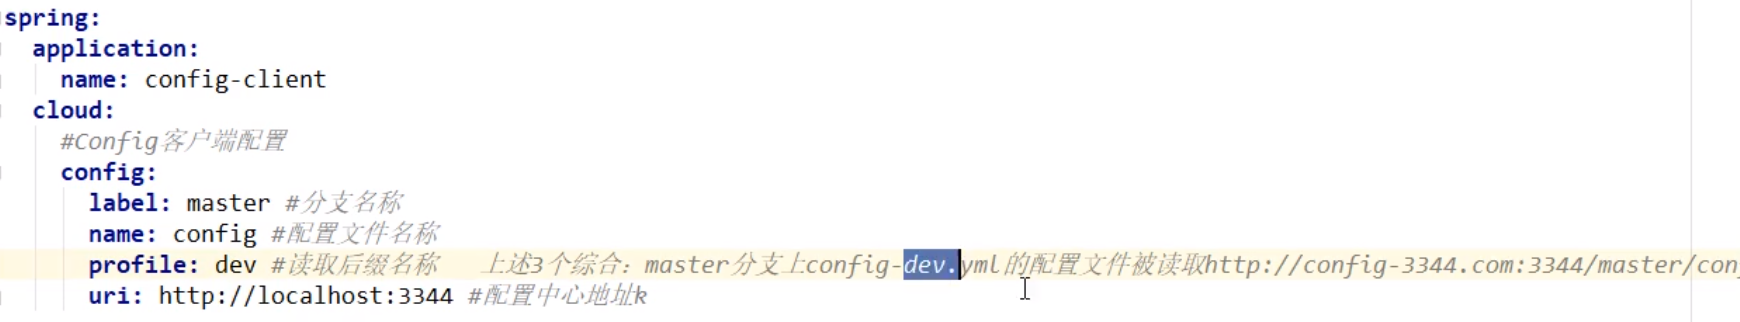 spring:
  application:
    name: config-client
  cloud:
    #Config客户端配置
    config:
      label: master #分支名称
      name: config #配置文件名称
      profile: dev #读取后缀名称   上述3个综合：master分支上config-dev.yml的配置文件被读取http://config-3344.com:3344/master/con
      uri: http://localhost:3344 #配置中心地址k